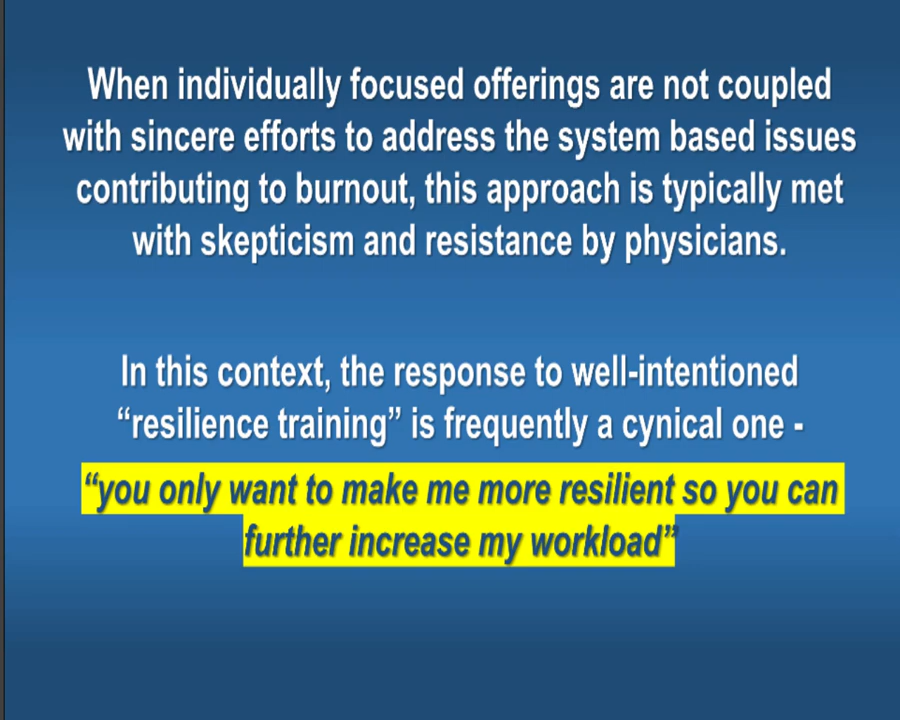 When individually focused offerings are not coupled
with sincere efforts to address the system based issues
contributing to burnout, this approach is typically met
with skepticism and resistance by physicians.
In this context, the response to well-intentioned
“resilience training” is frequently a cynical one -
“you only want to make me more resilient so you can
further increase my workload”